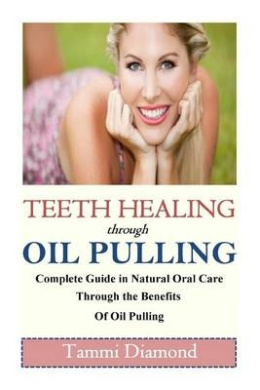 TEETH HEALING
through
OIL PULLING
Complete Guide in Natural Oral Care
Through the Benefits
Of Oil Pulling
Tammi Diamond